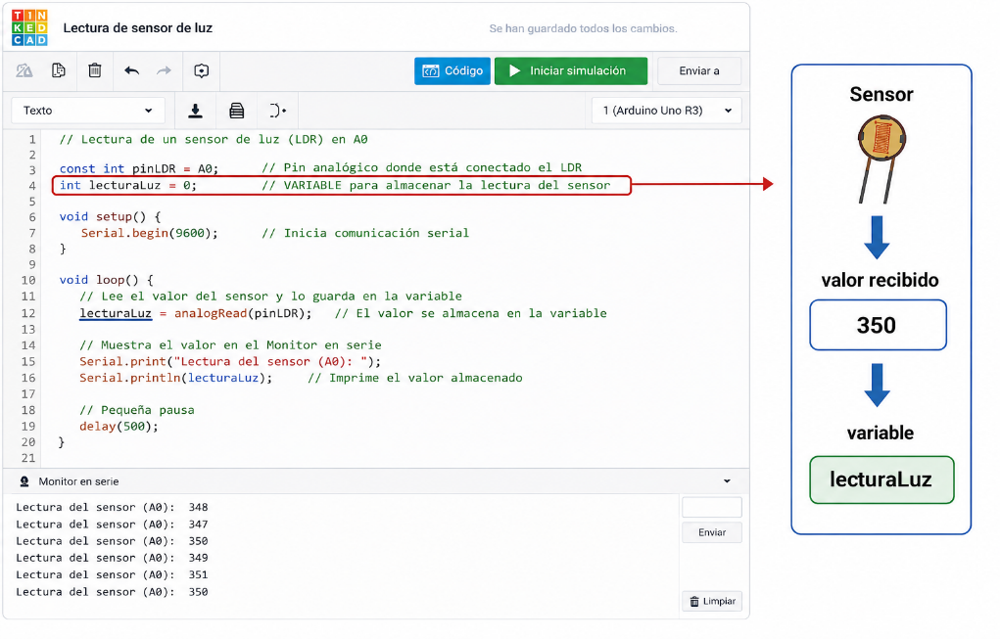 TIN
KED
CAD
Lectura de sensor de luz
Se han guardado todos los cambios.
Código
Iniciar simulación
Enviar a
Texto
1 (Arduino Uno R3)
1 // Lectura de un sensor de luz (LDR) en A0
2
3 const int pinLDR = A0; // Pin analógico donde está conectado el LDR
4 int lecturaLuz = 0; // VARIABLE para almacenar la lectura del sensor
5
6 void setup() {
7 Serial.begin(9600); // Inicia comunicación serial
8 }
9
10 void loop() {
11 // Lee el valor del sensor y lo guarda en la variable
12 lecturaLuz = analogRead(pinLDR); // El valor se almacena en la variable
13
14 // Muestra el valor en el Monitor en serie
15 Serial.print("Lectura del sensor (A0): ");
16 Serial.println(lecturaLuz); // Imprime el valor almacenado
17
18 // Pequeña pausa
19 delay(500);
20 }
21
Monitor en serie
Lectura del sensor (A0): 348
Lectura del sensor (A0): 347
Lectura del sensor (A0): 350
Lectura del sensor (A0): 349
Lectura del sensor (A0): 351
Lectura del sensor (A0): 350
Enviar
Limpiar
Sensor
valor recibido
350
variable
lecturaLuz